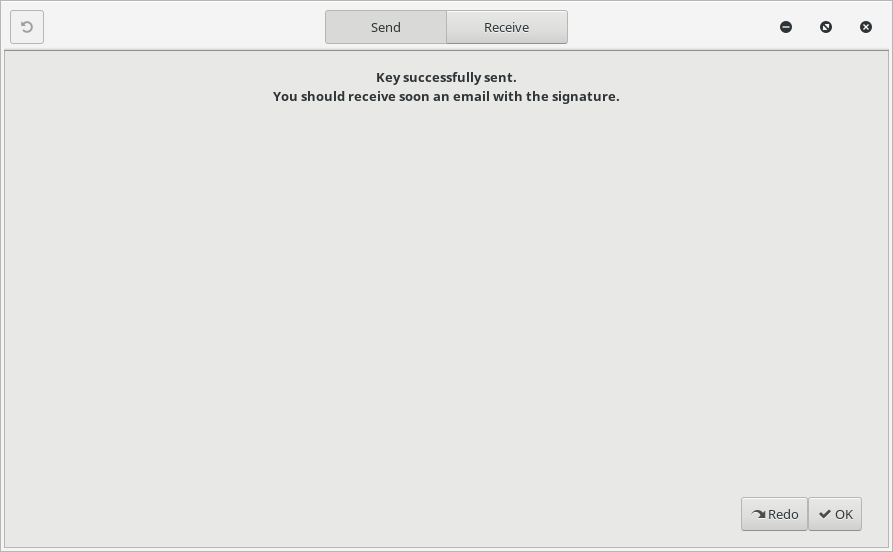 Send
Receive
Key successfully sent.
You should receive soon an email with the signature.
Redo
OK